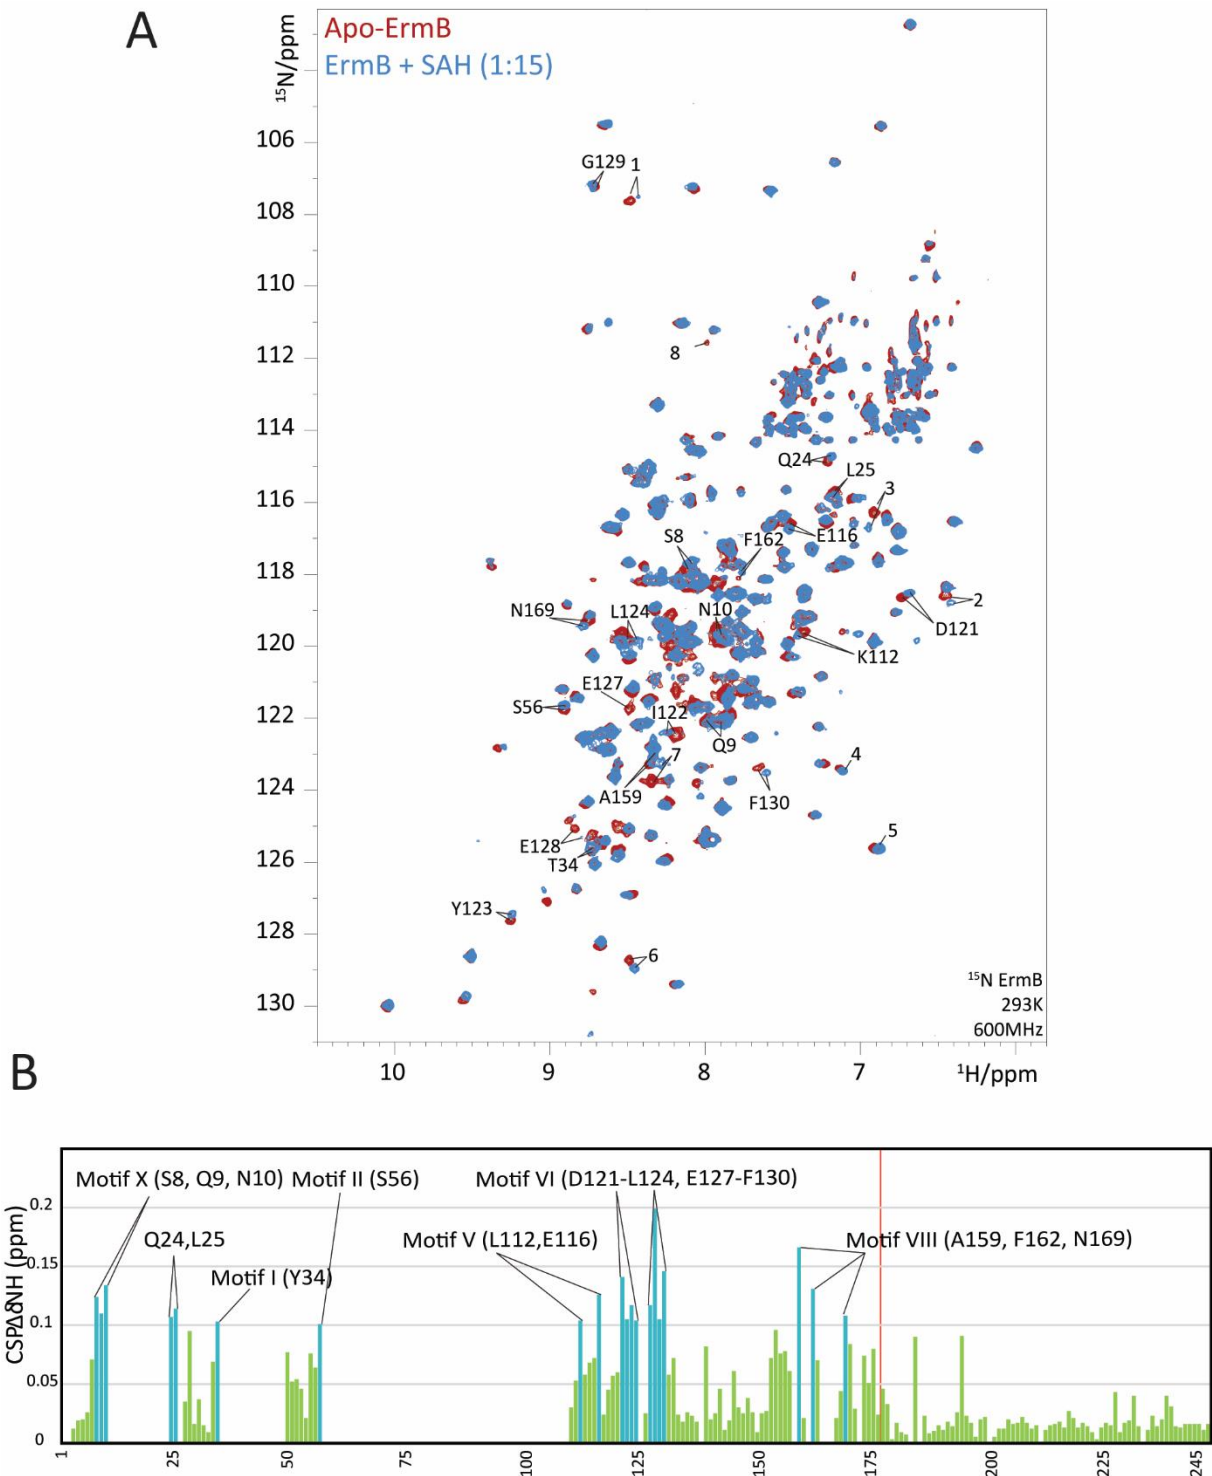 A
Apo-ErmB
ErmB + SAH (1:15)
¹⁵N/ppm
106
108
110
112
114
116
118
120
122
124
126
128
130
G129
1
8
Q24
L25
3
S8
F162
E116
2
N169
L124
N10
D121
K112
E127
S56
I122
Q9
7
4
A159
F130
E128
T34
5
Y123
6
¹⁵N ErmB
293K
600MHz
10
9
8
7
¹H/ppm
B
Motif X (S8, Q9, N10)
Motif II (S56)
Motif VI (D121-L124, E127-F130)
Q24,L25
Motif V (L112,E116)
Motif VIII (A159, F162, N169)
Motif I (Y34)
CSPΔδNH (ppm)
0.2
0.15
0.1
0.05
0
1
25
50
75
100
125
150
175
200
225
245